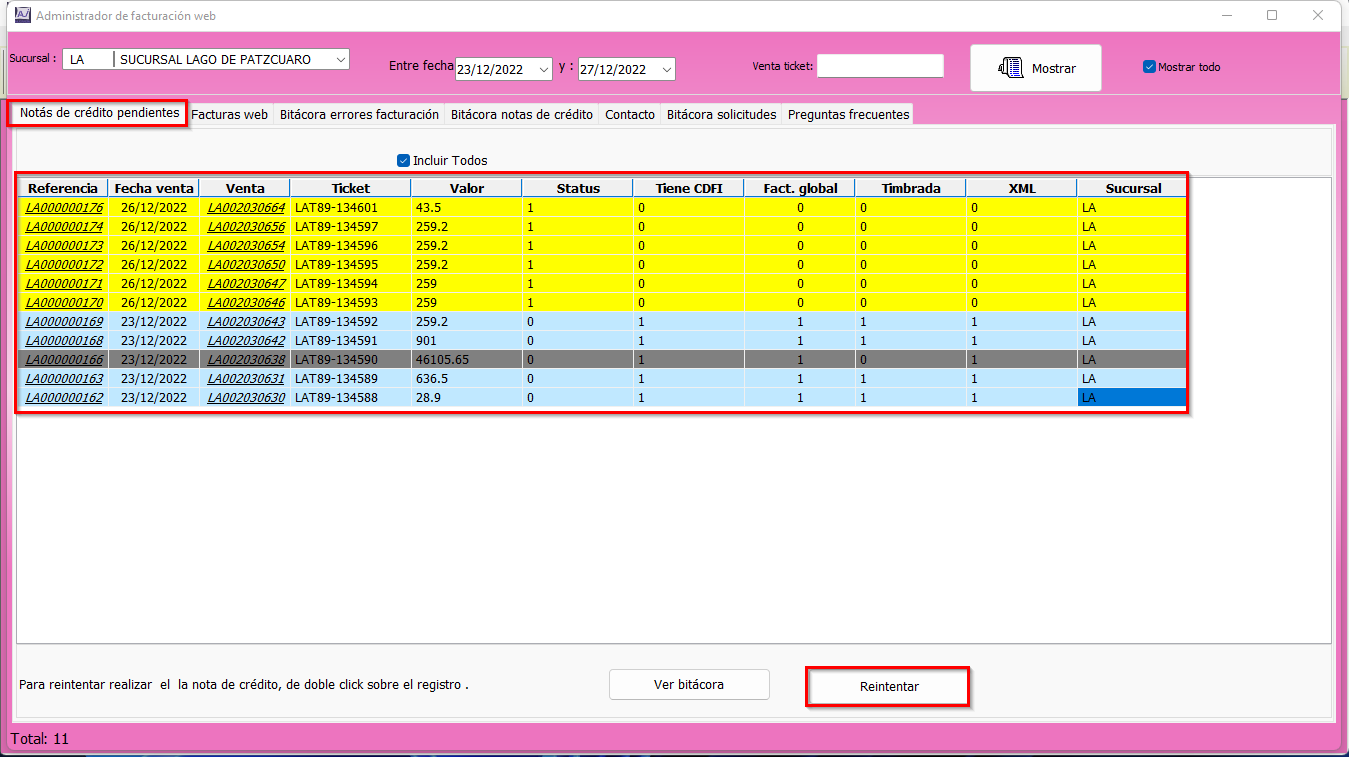 Administrador de facturación web
Sucursal : LA SUCURSAL LAGO DE PATZCUARO Entre fecha 23/12/2022 y : 27/12/2022 Venta ticket: Mostrar Mostrar todo
Notás de crédito pendientes Facturas web Bitácora errores facturación Bitácora notas de crédito Contacto Bitácora solicitudes Preguntas frecuentes
Incluir Todos
Referencia Fecha venta Venta Ticket Valor Status Tiene CDFI Fact. global Timbrada XML Sucursal
LA000000176 26/12/2022 LA002030664 LAT89-134601 43.5 1 0 0 0 0 LA
LA000000174 26/12/2022 LA002030656 LAT89-134597 259.2 1 0 0 0 0 LA
LA000000173 26/12/2022 LA002030654 LAT89-134596 259.2 1 0 0 0 0 LA
LA000000172 26/12/2022 LA002030650 LAT89-134595 259.2 1 0 0 0 0 LA
LA000000171 26/12/2022 LA002030647 LAT89-134594 259 1 0 0 0 0 LA
LA000000170 26/12/2022 LA002030646 LAT89-134593 259 1 0 0 0 0 LA
LA000000169 23/12/2022 LA002030643 LAT89-134592 259.2 0 1 1 1 1 LA
LA000000168 23/12/2022 LA002030642 LAT89-134591 901 0 1 1 1 1 LA
LA000000166 23/12/2022 LA002030638 LAT89-134590 46105.65 0 1 1 0 1 LA
LA000000163 23/12/2022 LA002030631 LAT89-134589 636.5 0 1 1 1 1 LA
LA000000162 23/12/2022 LA002030630 LAT89-134588 28.9 0 1 1 1 1 LA
Para reintentar realizar el la nota de crédito, de doble click sobre el registro . Ver bitácora Reintentar
Total: 11